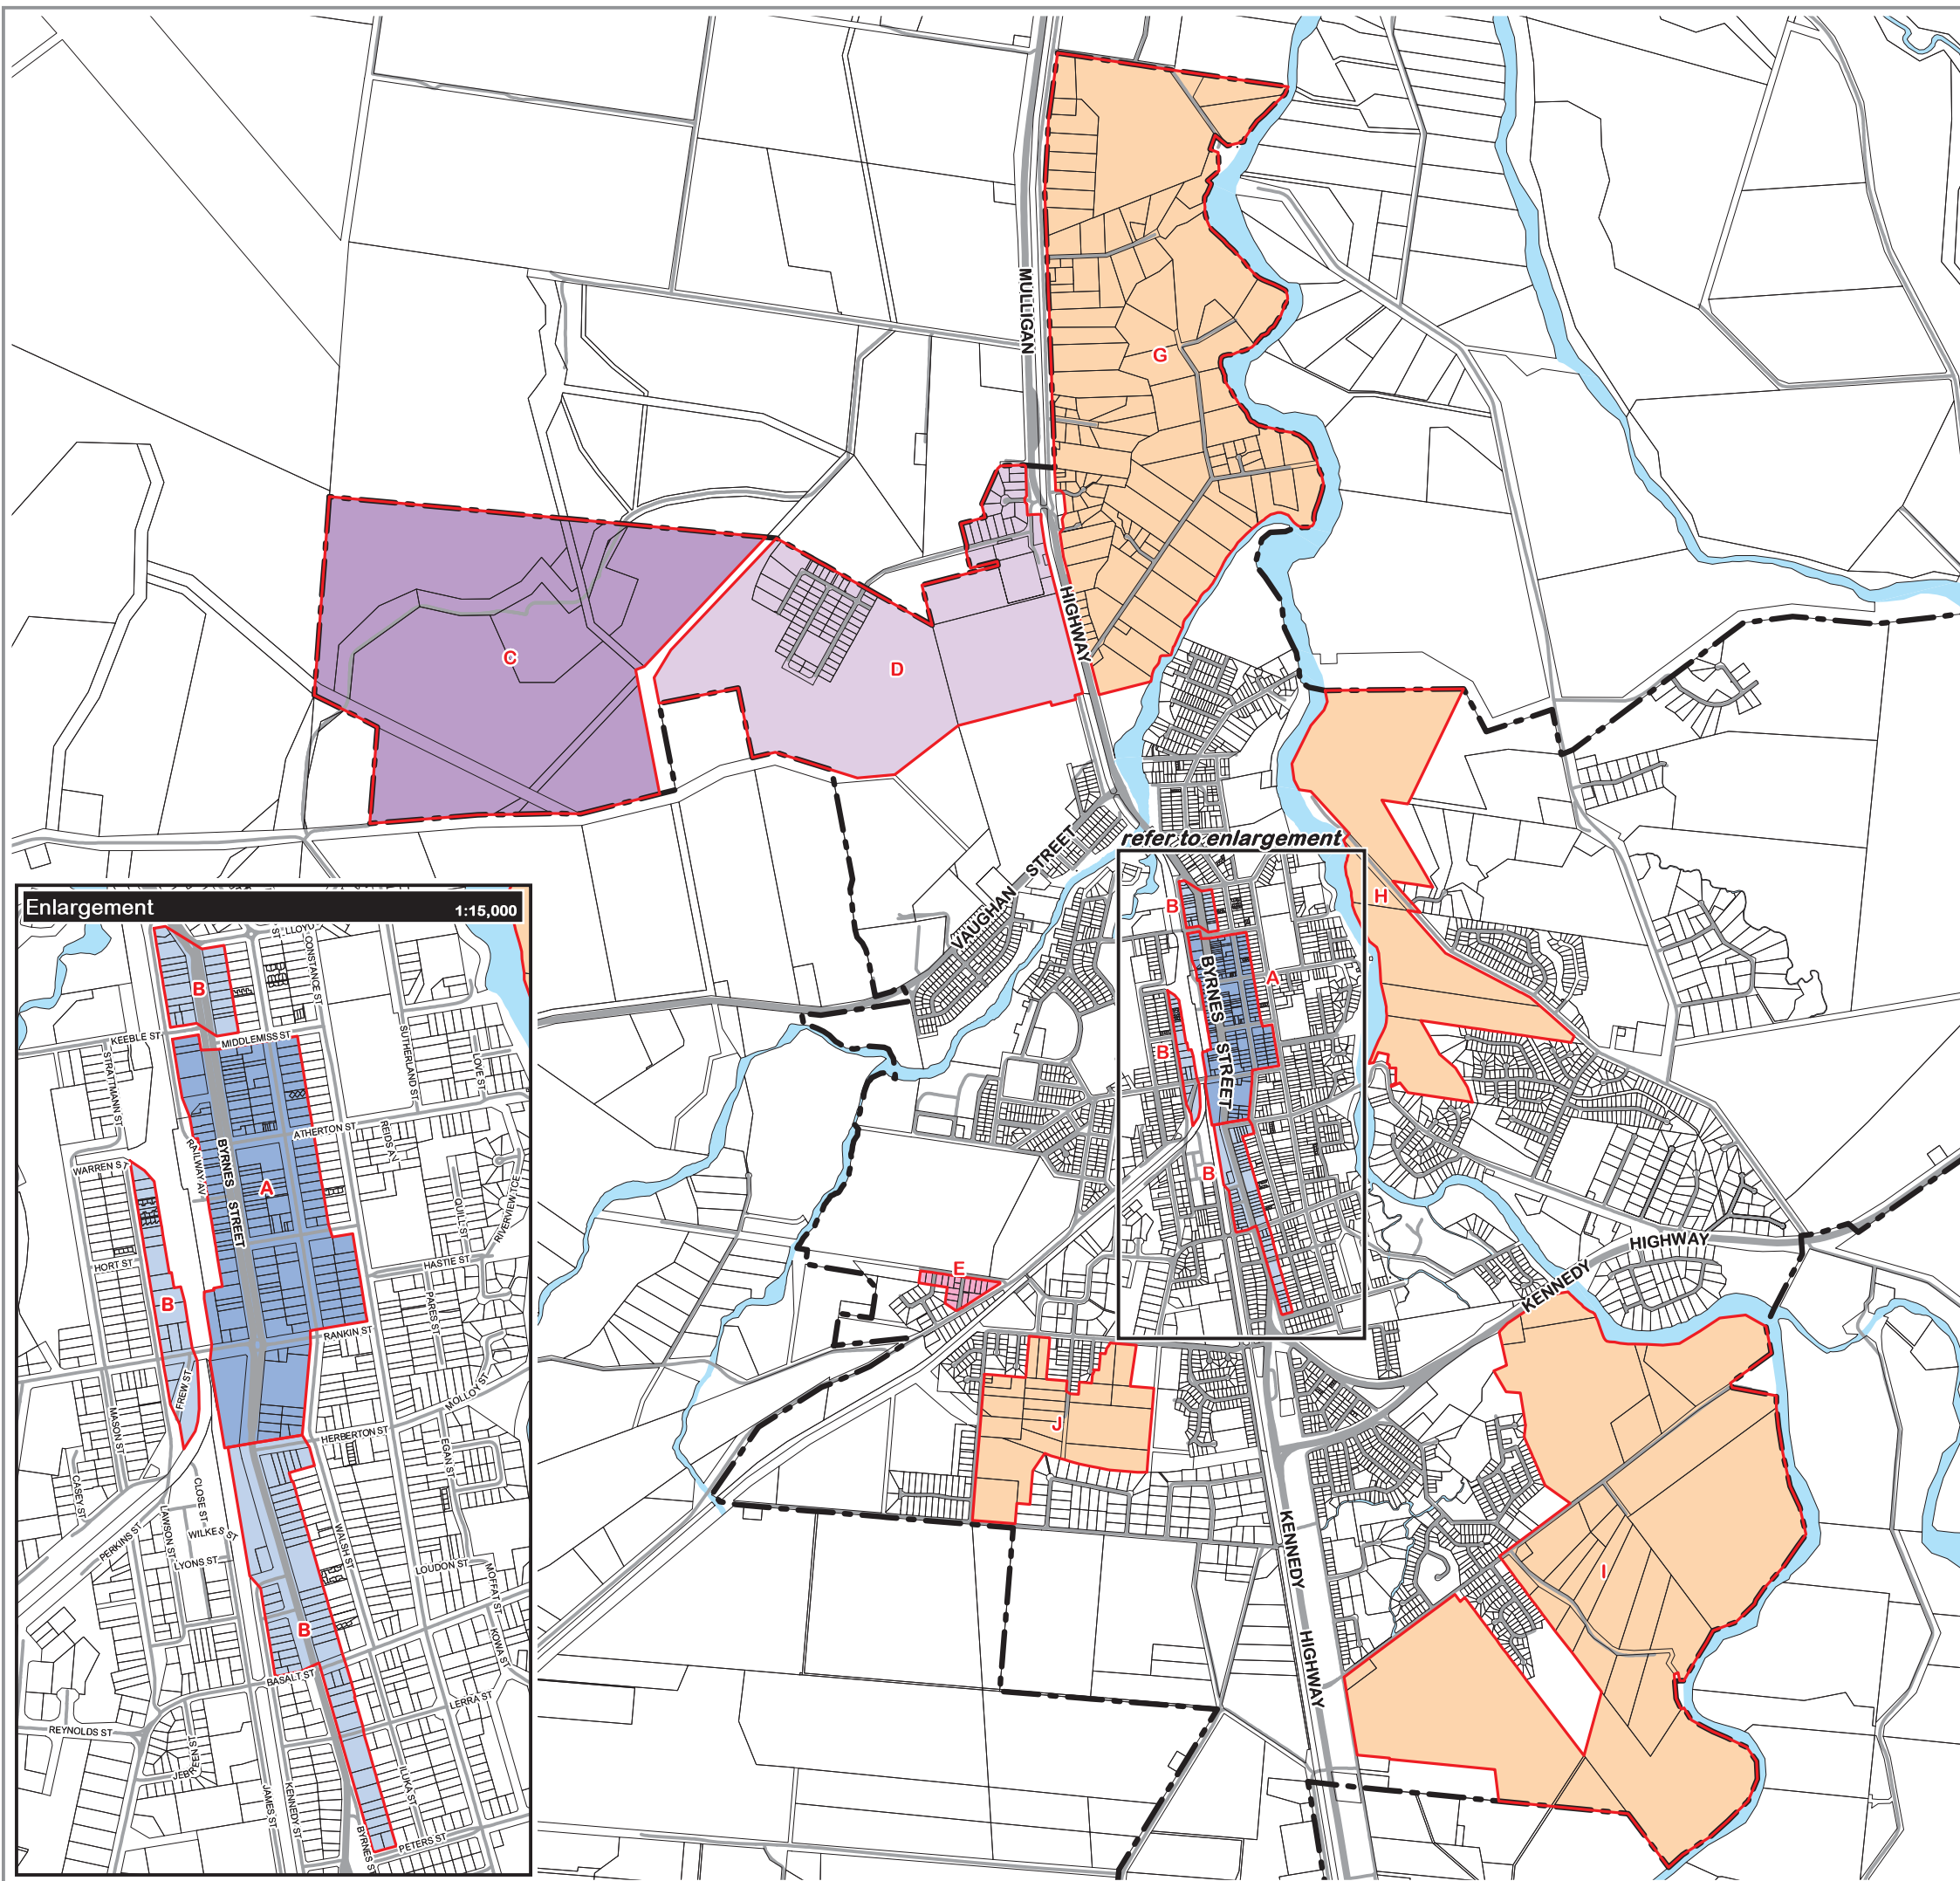 MULLIGAN
G
HIGHWAY
C
D
refer to enlargement
VAUGHAN STREET
H
B
A
BYRNES STREET
B
B
E
J
HIGHWAY
KENNEDY
I
KENNEDY
HIGHWAY
Enlargement 1:15,000
LLOYD ST
CONSTANCE ST
B
KEEBLE ST
MIDDLEMISS ST
STRATTMANN ST
SUTHERLAND ST
LOVE ST
ATHERTON ST
REIDS AV
RAILWAY AV
BYRNES STREET
WARREN ST
A
QUILL ST
RIVERVIEW TCE
HORT ST
HASTIE ST
B
PARES ST
RANKIN ST
FREW ST
MASON ST
MOLLOY ST
HERBERTON ST
EGAN ST
CASEY ST
CLOSE ST
LAWSON ST
WILKES ST
PERKINS ST
LYONS ST
WALSH ST
LOUDON ST
MOFFAT ST
B
KOWA ST
BASALT ST
LERRA ST
REYNOLDS ST
JEBREEN ST
JAMES ST
KENNEDY ST
ILUKA ST
BYRNES ST
PETERS ST